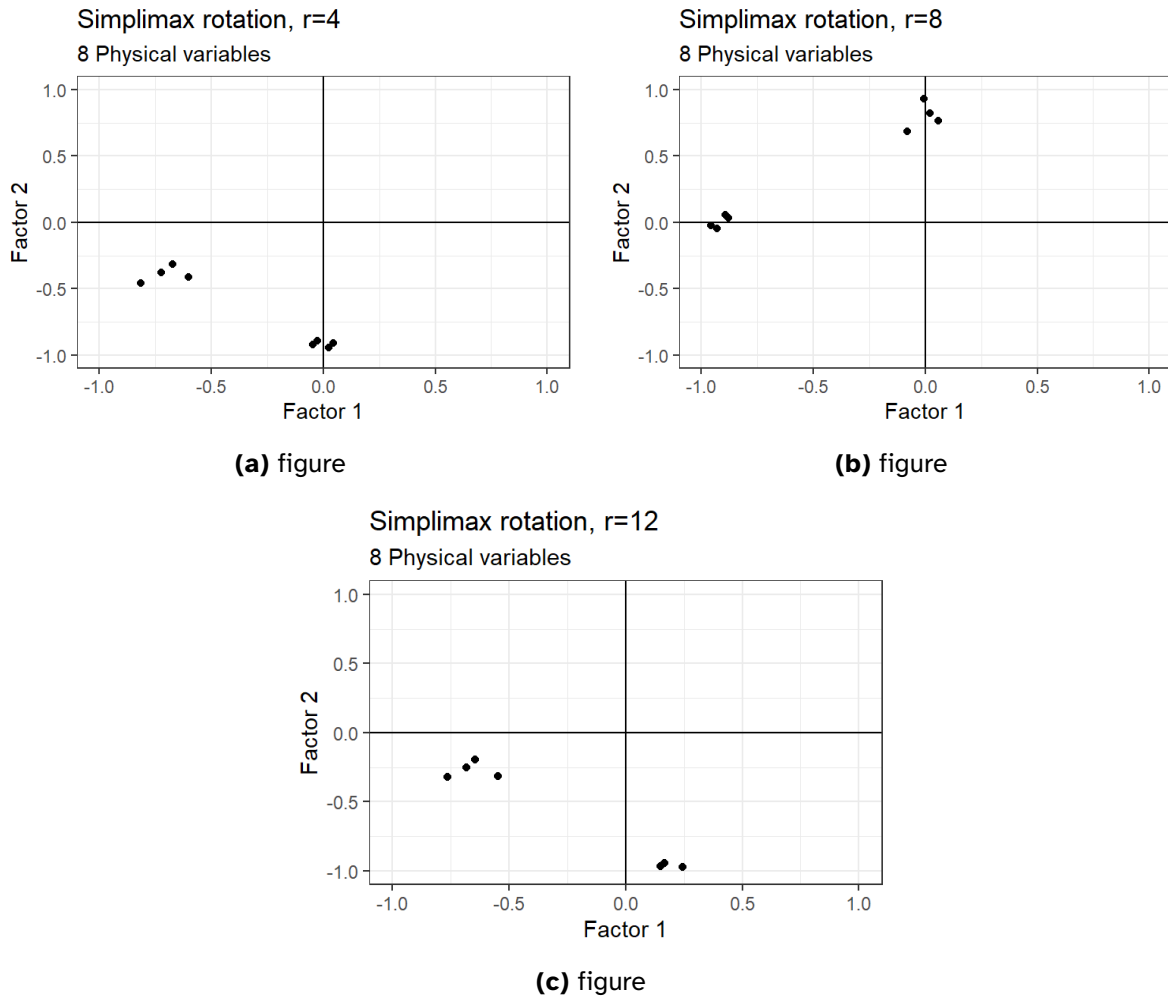 Simplimax rotation, r=4
8 Physical variables
1.0
0.5
0.0
-0.5
-1.0
Factor 2
-1.0 -0.5 0.0 0.5 1.0
Factor 1
(a) figure
Simplimax rotation, r=8
8 Physical variables
1.0
0.5
0.0
-0.5
-1.0
Factor 2
-1.0 -0.5 0.0 0.5 1.0
Factor 1
(b) figure
Simplimax rotation, r=12
8 Physical variables
1.0
0.5
0.0
-0.5
-1.0
Factor 2
-1.0 -0.5 0.0 0.5 1.0
Factor 1
(c) figure